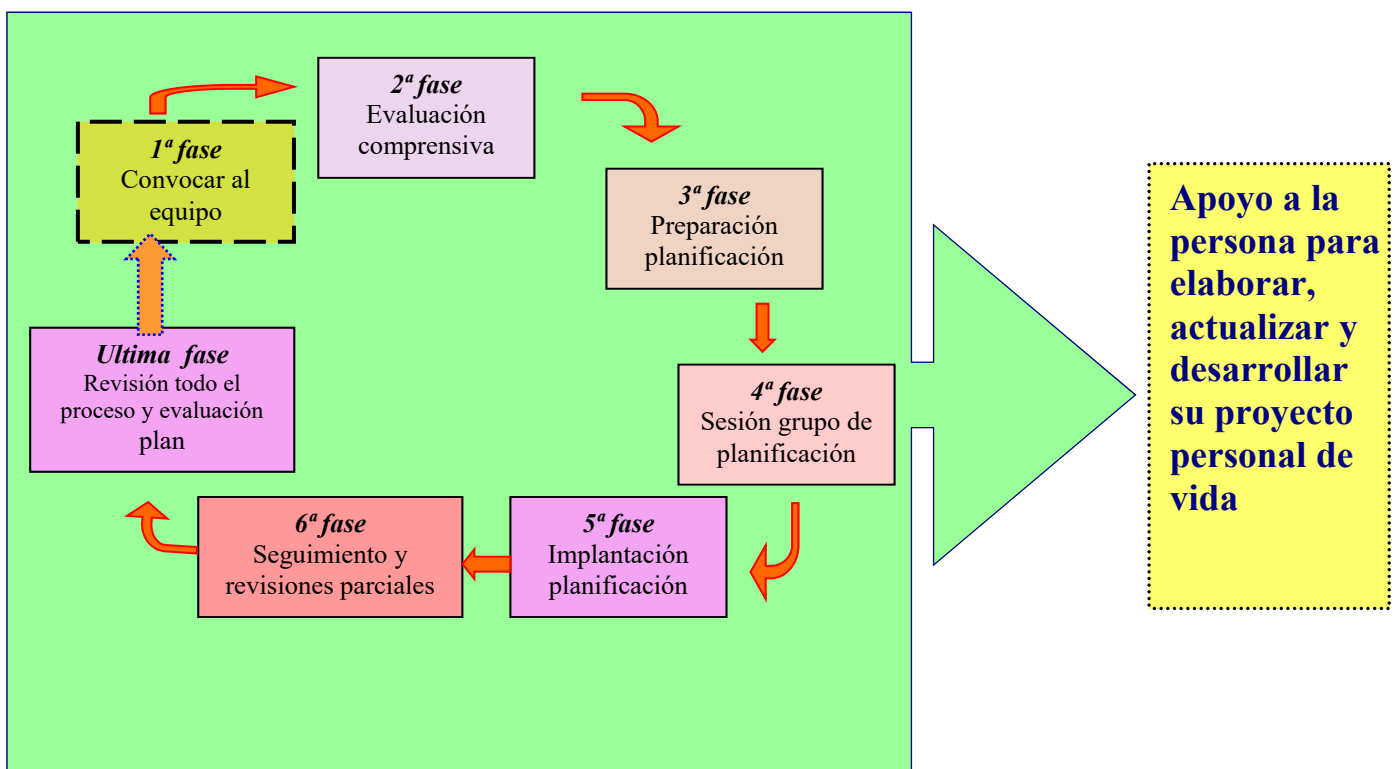 1ª fase
Convocar al
equipo
2ª fase
Evaluación
comprensiva
3ª fase
Preparación
planificación
4ª fase
Sesión grupo de
planificación
5ª fase
Implantación
planificación
6ª fase
Seguimiento y
revisiones parciales
Ultima fase
Revisión todo el
proceso y evaluación
plan
Apoyo a la
persona para
elaborar,
actualizar y
desarrollar
su proyecto
personal de
vida